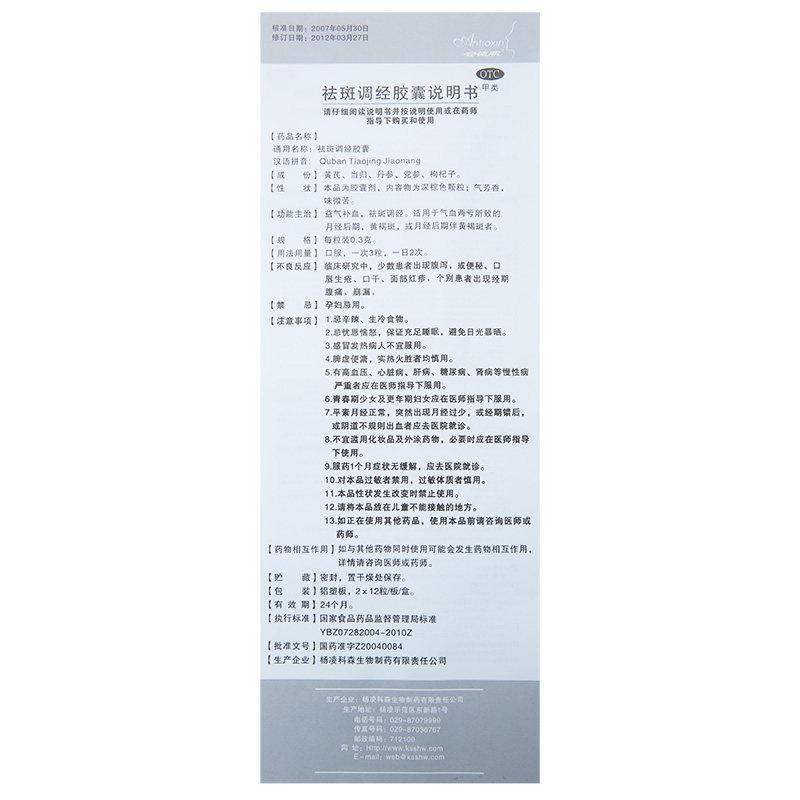 核准日期：2007年05月30日
修订日期：2012年03月27日
Antioxin
OTC
甲类
祛斑调经胶囊说明书
请仔细阅读说明书并按说明使用或在药师
指导下购买和使用
【药品名称】
通用名称：祛斑调经胶囊
汉语拼音：Quban Tiaojing Jiaonang
【成 份】黄芪、当归、丹参、党参、枸杞子。
【性 状】本品为胶囊剂，内容物为深棕色颗粒；气芳香，
味微苦。
【功能主治】益气补血，祛斑调经。适用于气血两亏所致的
月经后期，黄褐斑，或月经后期伴黄褐斑者。
【规 格】每粒装0.3克。
【用法用量】口服，一次3粒，一日2次。
【不良反应】临床研究中，少数患者出现腹泻，或便秘、口
唇生疮、口干、面部红疹，个别患者出现经期
腹痛、崩漏。
【禁 忌】孕妇忌用。
【注意事项】1.忌辛辣、生冷食物。
2.忌忧思恼怒，保证充足睡眠，避免日光暴晒。
3.感冒发热病人不宜服用。
4.脾虚便溏，实热火胜者均慎用。
5.有高血压、心脏病、肝病、糖尿病、肾病等慢性病
严重者应在医师指导下服用。
6.青春期少女及更年期妇女应在医师指导下服用。
7.平素月经正常，突然出现月经过少，或经期错后，
或阴道不规则出血者应去医院就诊。
8.不宜滥用化妆品及外涂药物，必要时应在医师指导
下使用。
9.服药1个月症状无缓解，应去医院就诊。
10.对本品过敏者禁用，过敏体质者慎用。
11.本品性状发生改变时禁止使用。
12.请将本品放在儿童不能接触的地方。
13.如正在使用其他药品，使用本品前请咨询医师或
药师。
【药物相互作用】如与其他药物同时使用可能会发生药物相互作用，
详情请咨询医师或药师。
【贮 藏】密封，置干燥处保存。
【包 装】铝塑板，2×12粒/板/盒。
【有 效 期】24个月。
【执行标准】国家食品药品监督管理局标准
YBZ07282004-2010Z
【批准文号】国药准字Z20040084
【生产企业】杨凌科森生物制药有限责任公司
生产企业：杨凌科森生物制药有限责任公司
生产地址：杨凌示范区东新路1号
电话号码：029-87079999
传真号码：029-87036767
邮政编码：712100
网 址：Http://www.ksshw.com
E-mail：web@ksshw.com